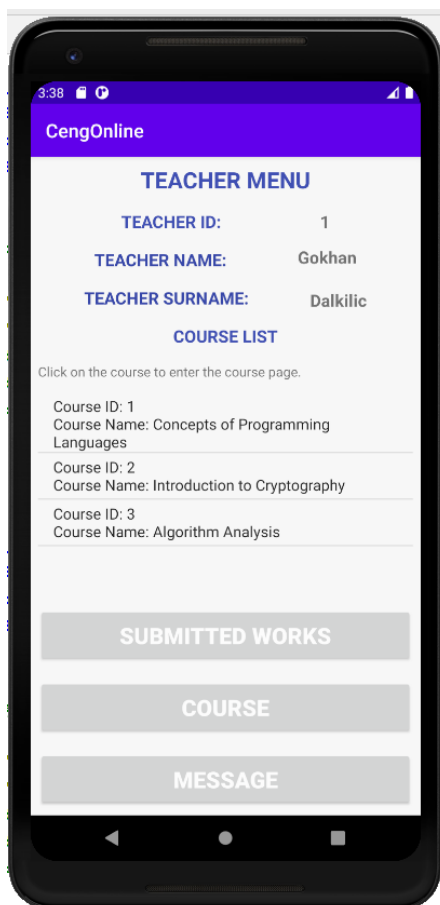 3:38
CengOnline
TEACHER MENU
TEACHER ID: 1
TEACHER NAME: Gokhan
TEACHER SURNAME: Dalkilic
COURSE LIST
Click on the course to enter the course page.
Course ID: 1
Course Name: Concepts of Programming
Languages
Course ID: 2
Course Name: Introduction to Cryptography
Course ID: 3
Course Name: Algorithm Analysis
SUBMITTED WORKS
COURSE
MESSAGE